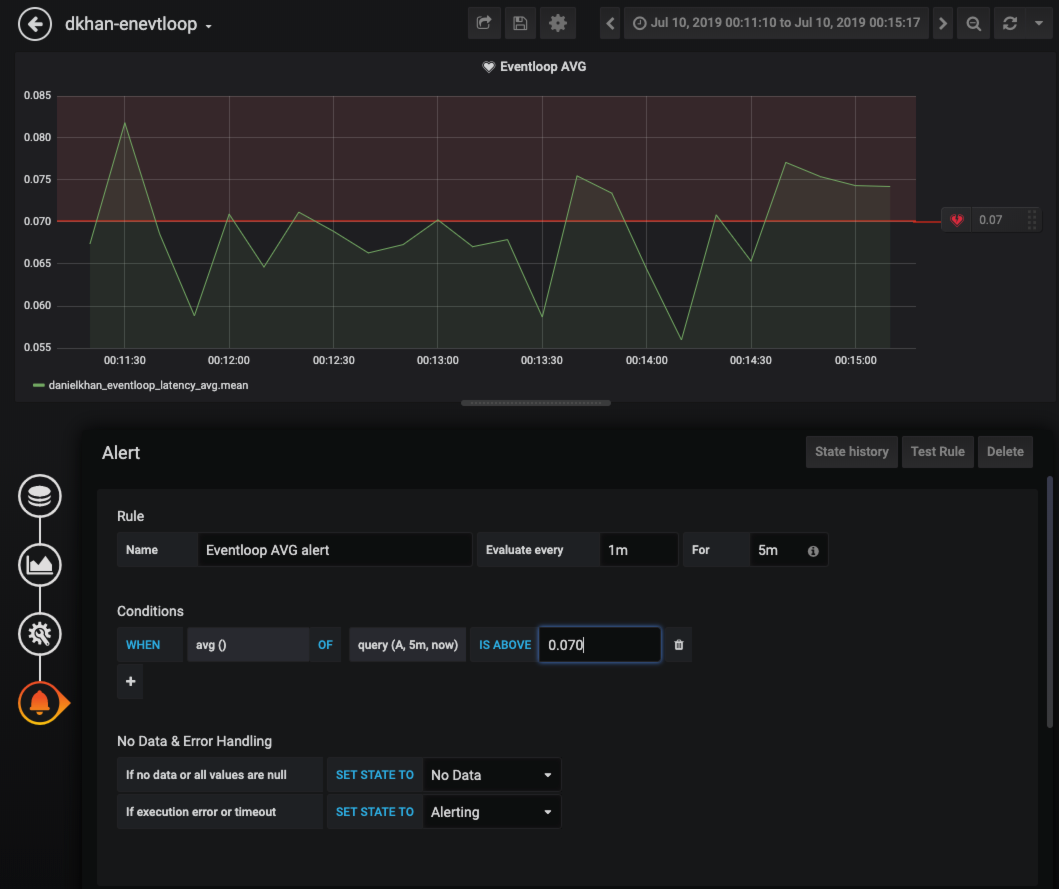 dkhan-enevtloop
Jul 10, 2019 00:11:10 to Jul 10, 2019 00:15:17
Eventloop AVG
0.085
0.080
0.075
0.070
0.065
0.060
0.055
0.07
00:11:30 00:12:00 00:12:30 00:13:00 00:13:30 00:14:00 00:14:30 00:15:00
danielkhan_eventloop_latency_avg.mean
Alert State history Test Rule Delete
Rule
Name Eventloop AVG alert Evaluate every 1m For 5m
Conditions
WHEN avg () OF query (A, 5m, now) IS ABOVE 0.070
+
No Data & Error Handling
If no data or all values are null SET STATE TO No Data
If execution error or timeout SET STATE TO Alerting